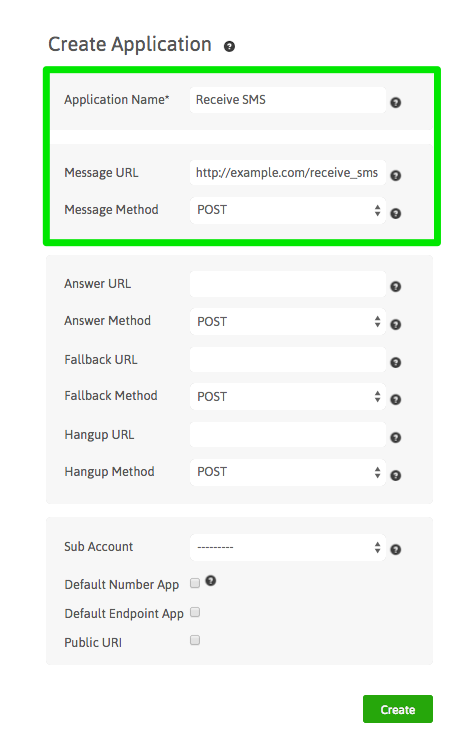 Create Application ?
Application Name* Receive SMS ?
Message URL http://example.com/receive_sms ?
Message Method POST ?
Answer URL ?
Answer Method POST ?
Fallback URL ?
Fallback Method POST ?
Hangup URL ?
Hangup Method POST ?
Sub Account --------- ?
Default Number App ?
Default Endpoint App
Public URI
Create